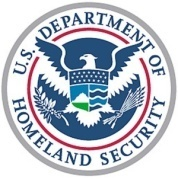 U.S. DEPARTMENT OF
HOMELAND SECURITY